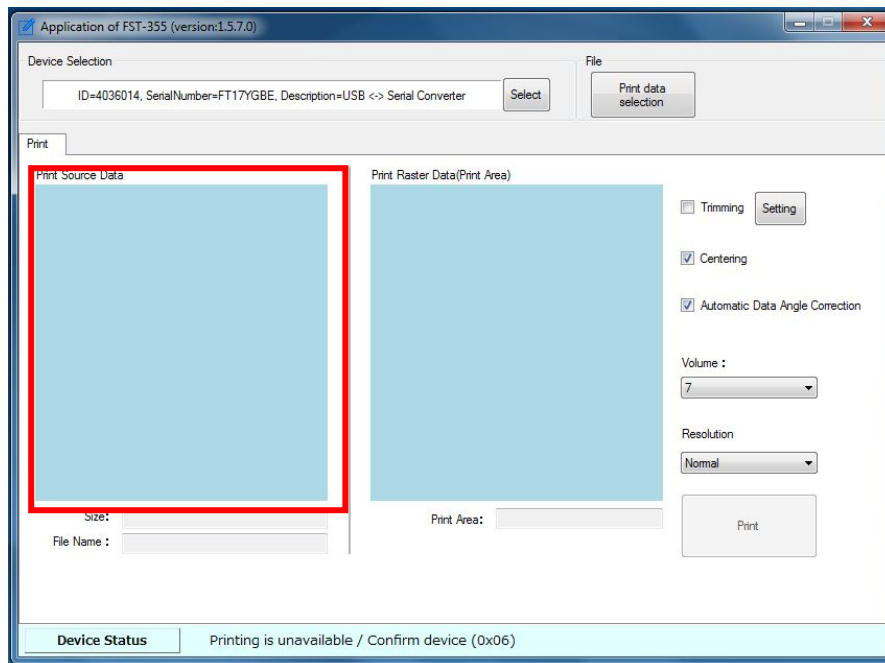 Application of FST-355 (version:1.5.7.0)
Device Selection
File
ID=4036014, SerialNumber=FT17YGBE, Description=USB <-> Serial Converter
Select
Print data
selection
Print
Print Source Data
Print Raster Data(Print Area)
Trimming
Setting
Centering
Automatic Data Angle Correction
Volume :
7
Resolution
Normal
Size:
File Name :
Print Area:
Print
Device Status
Printing is unavailable / Confirm device (0x06)